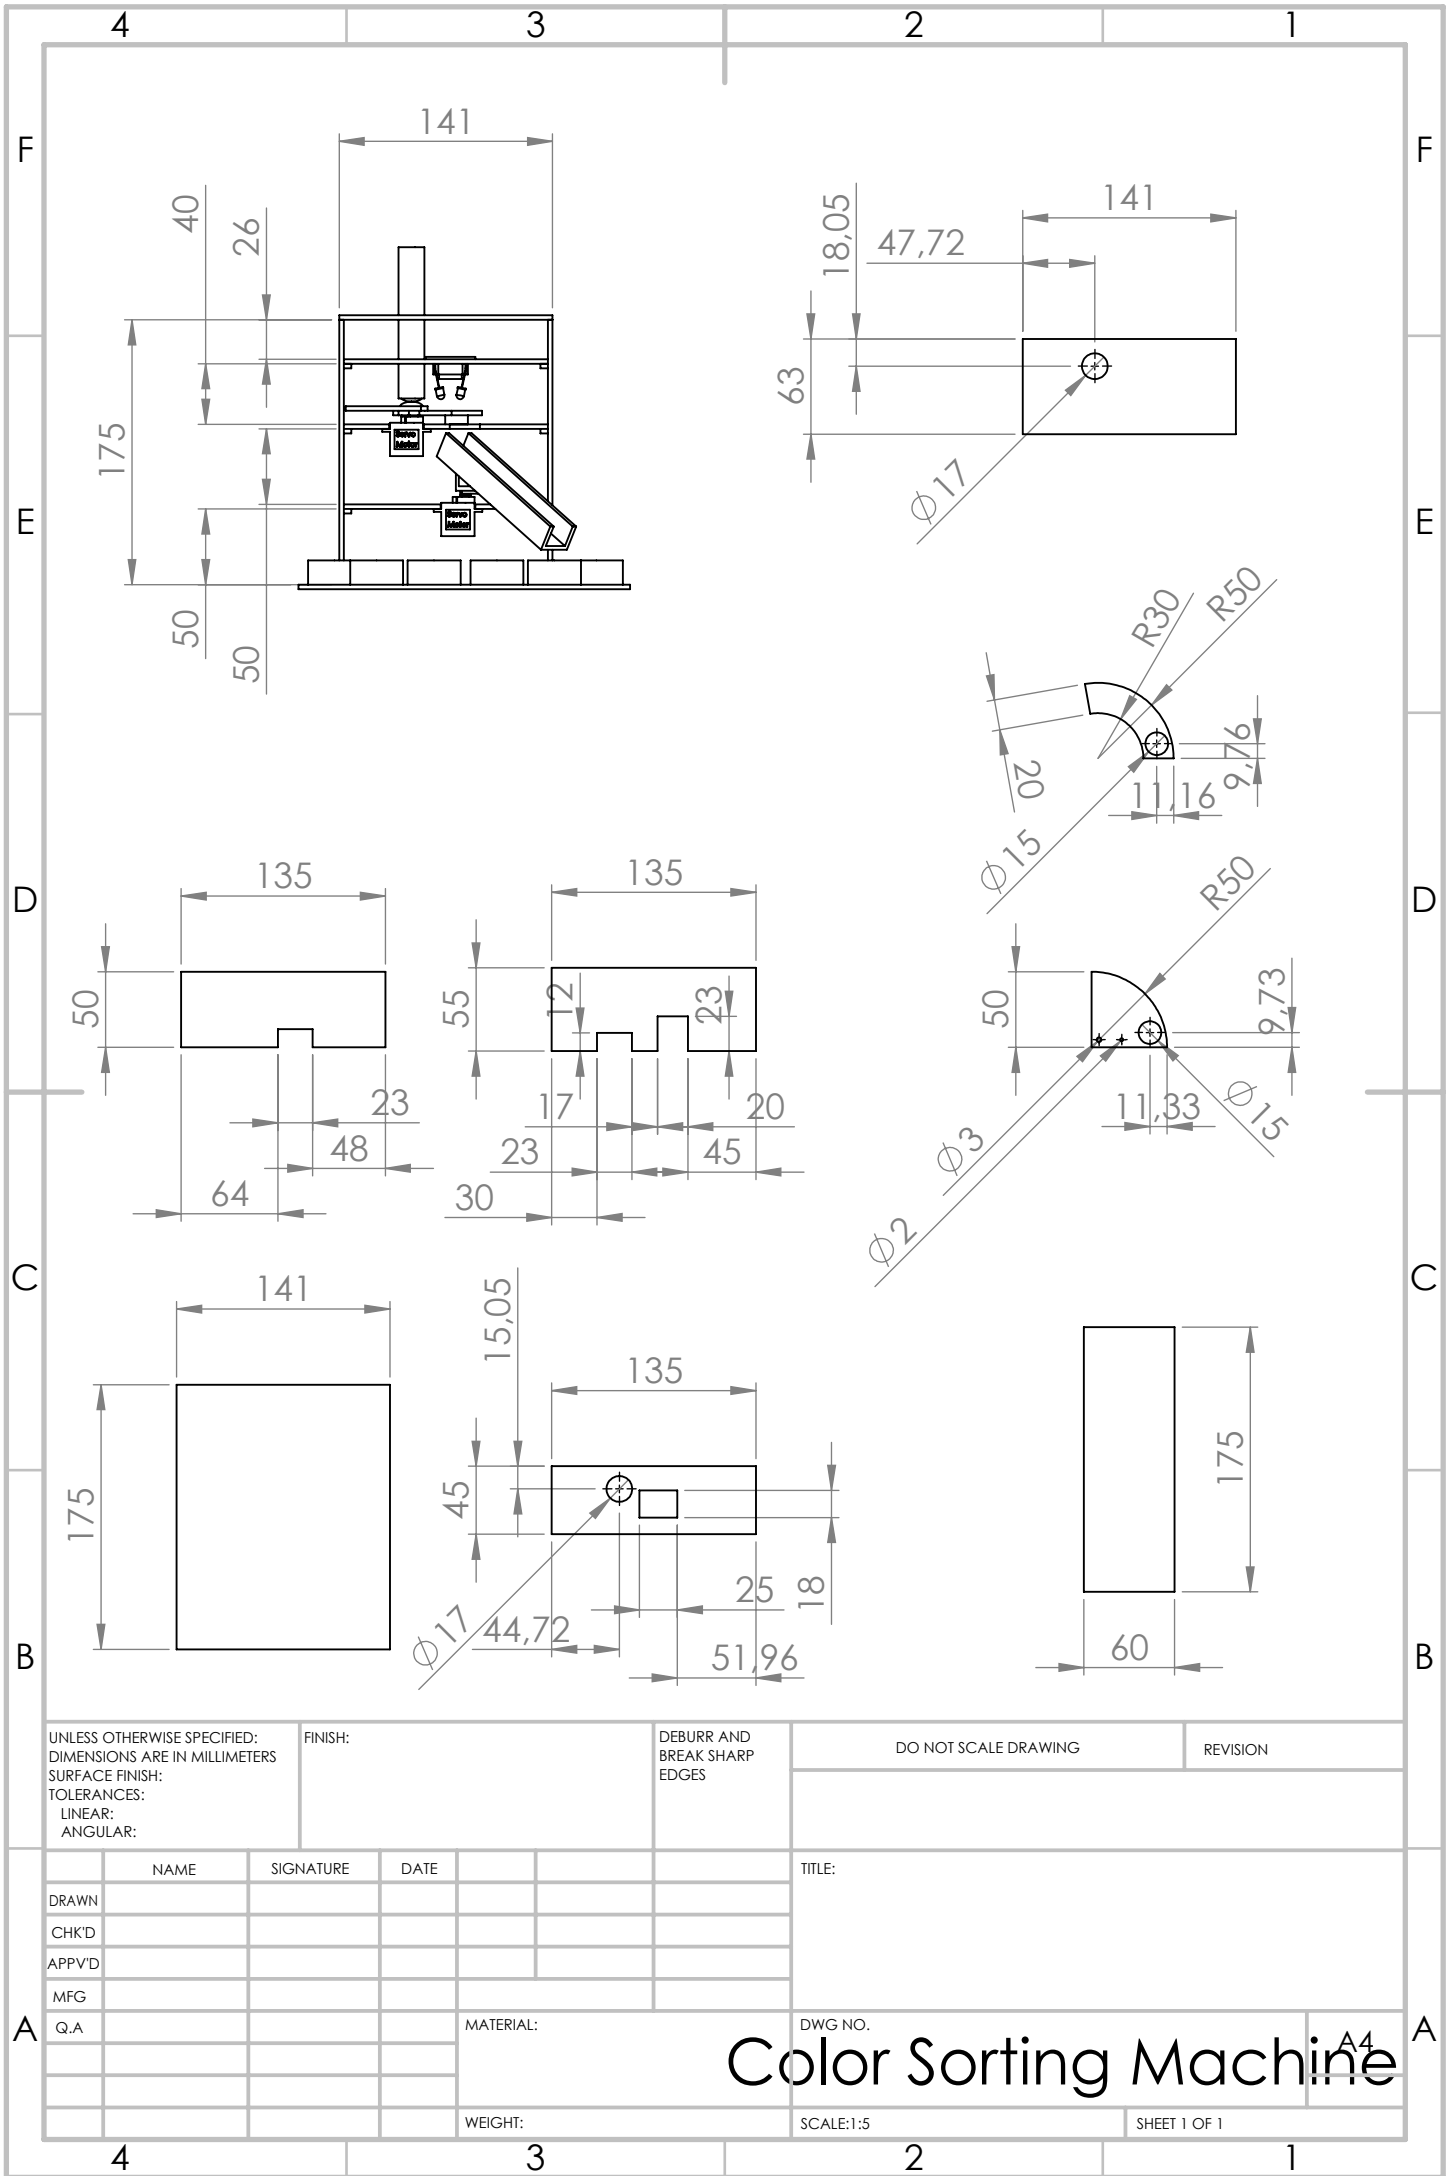 4 3 2 1
F F
141
40
26
175
50
50
Servo
Motor
Servo
Motor
141
18,05
47,72
63
∅17
E E
R30
R50
20
9,76
11,16
∅15
D D
135
50
23
48
64
135
55
12
23
17
20
23
45
30
R50
50
9,73
11,33
∅15
∅3
∅2
C C
141
175
15,05
135
45
25
18
∅17
44,72
51,96
175
60
B B
UNLESS OTHERWISE SPECIFIED:
DIMENSIONS ARE IN MILLIMETERS
SURFACE FINISH:
TOLERANCES:
LINEAR:
ANGULAR:
FINISH:
DEBURR AND
BREAK SHARP
EDGES
DO NOT SCALE DRAWING
REVISION
NAME SIGNATURE DATE
TITLE:
DRAWN
CHK'D
APPV'D
MFG
Q.A
A A
MATERIAL:
DWG NO.
Color Sorting Machine
A4
WEIGHT:
SCALE:1:5
SHEET 1 OF 1
4 3 2 1